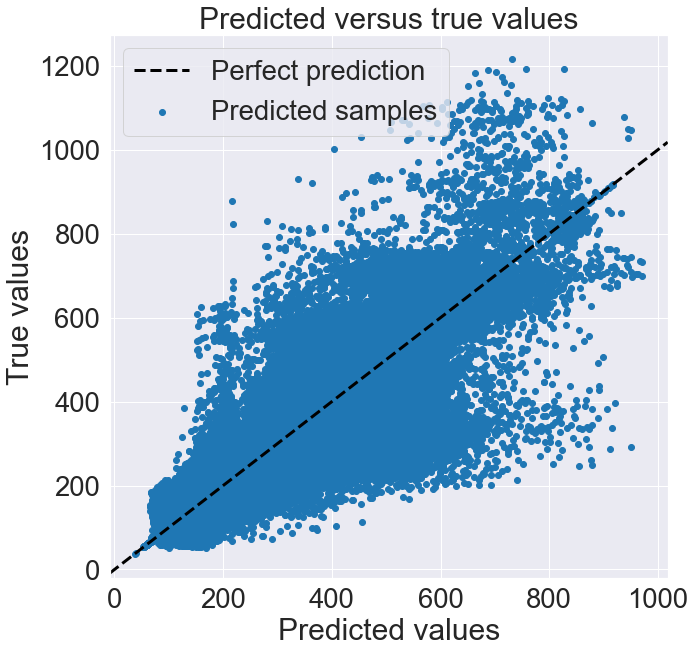 Predicted versus true values
Perfect prediction
Predicted samples
1200
1000
800
600
400
200
0
True values
0 200 400 600 800 1000
Predicted values